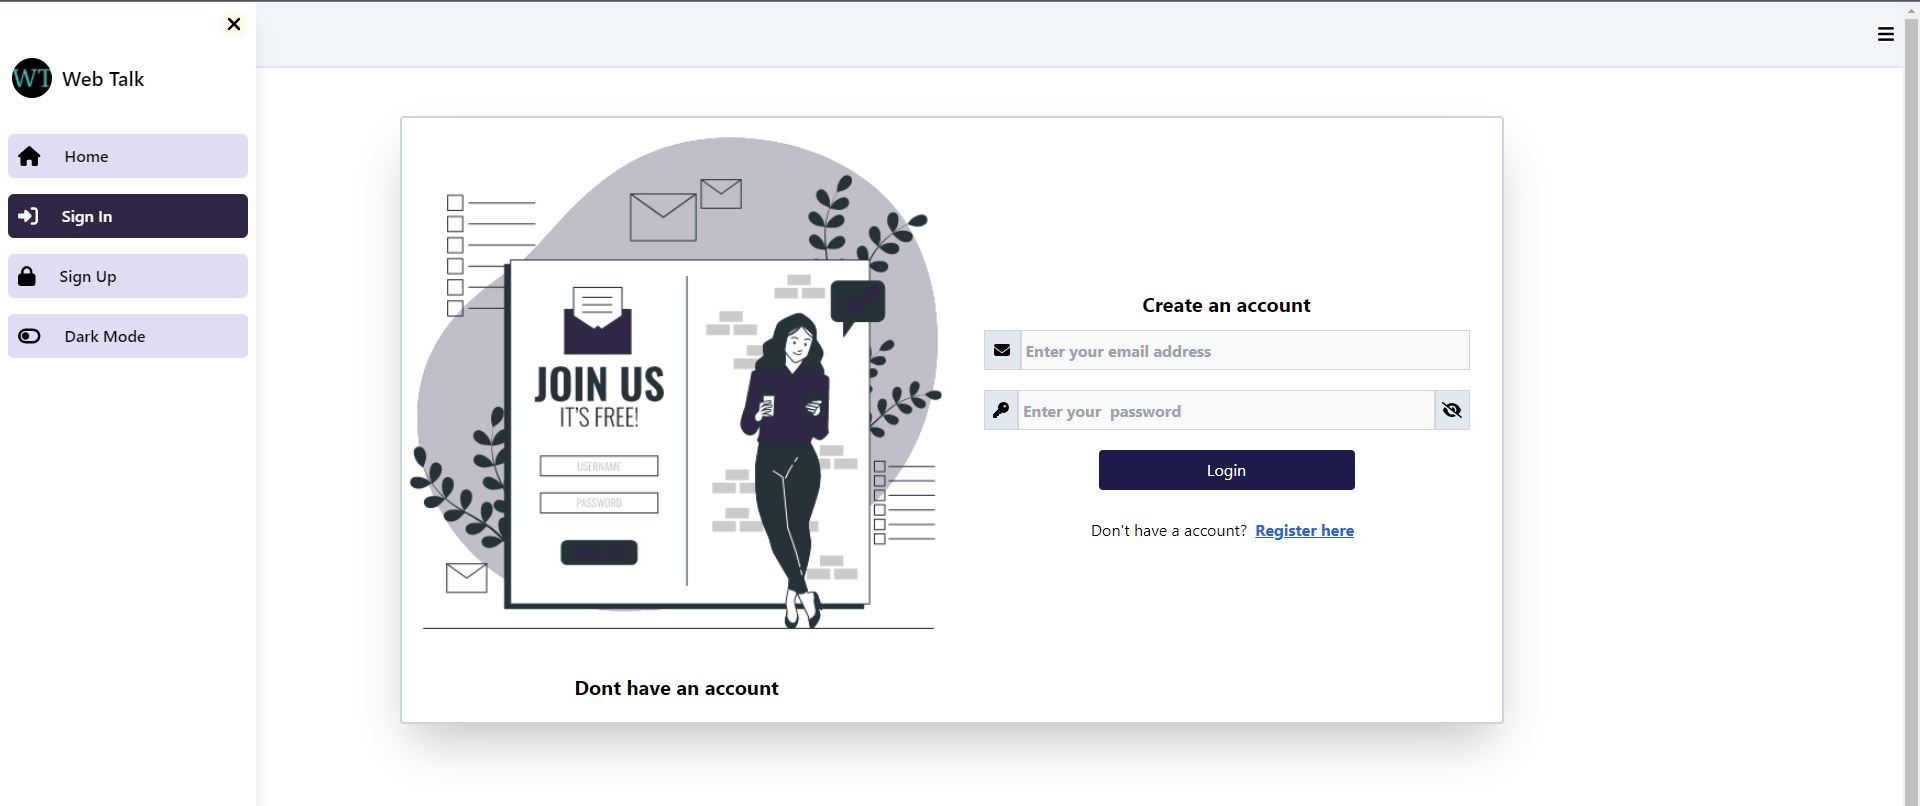 WT Web Talk
Home
Sign In
Sign Up
Dark Mode
JOIN US
IT'S FREE!
USERNAME
PASSWORD
Dont have an account
Create an account
Enter your email address
Enter your  password
Login
Don't have a account? Register here